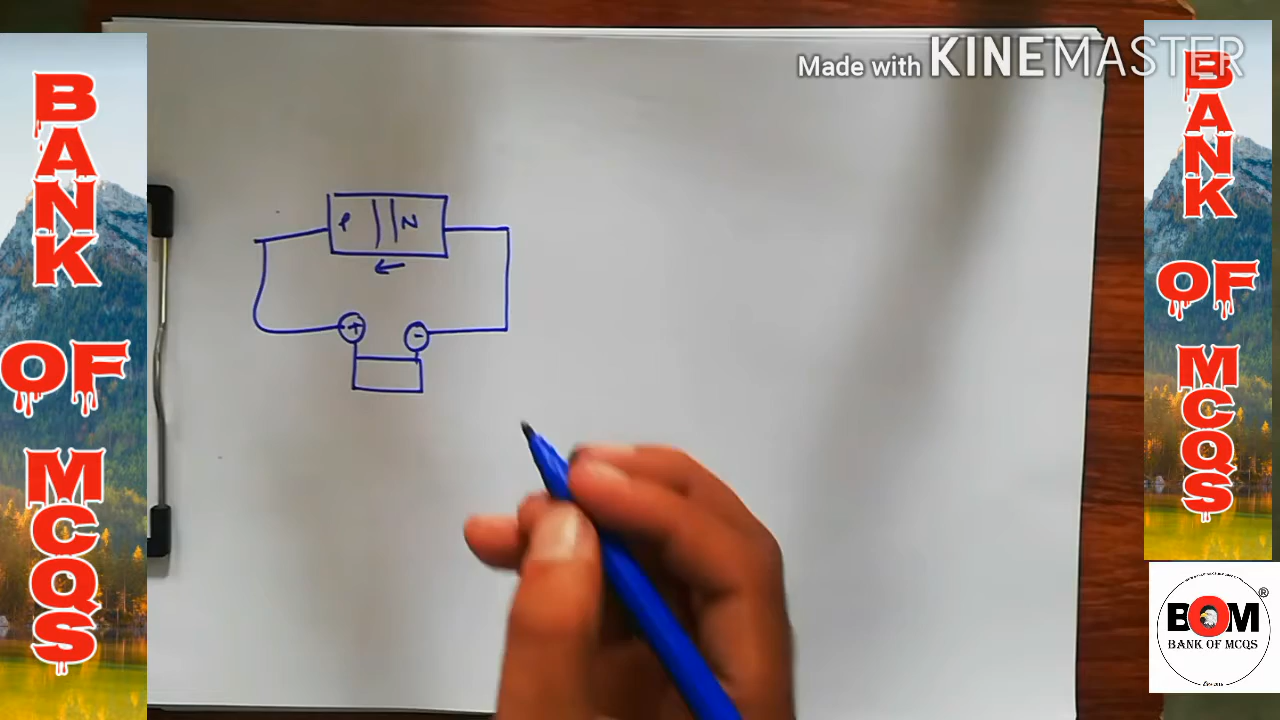 BANK
OF
MCQS
Made with KINEMASTER
P N
+ -
BANK
OF
MCQS
BOM®
BANK OF MCQS